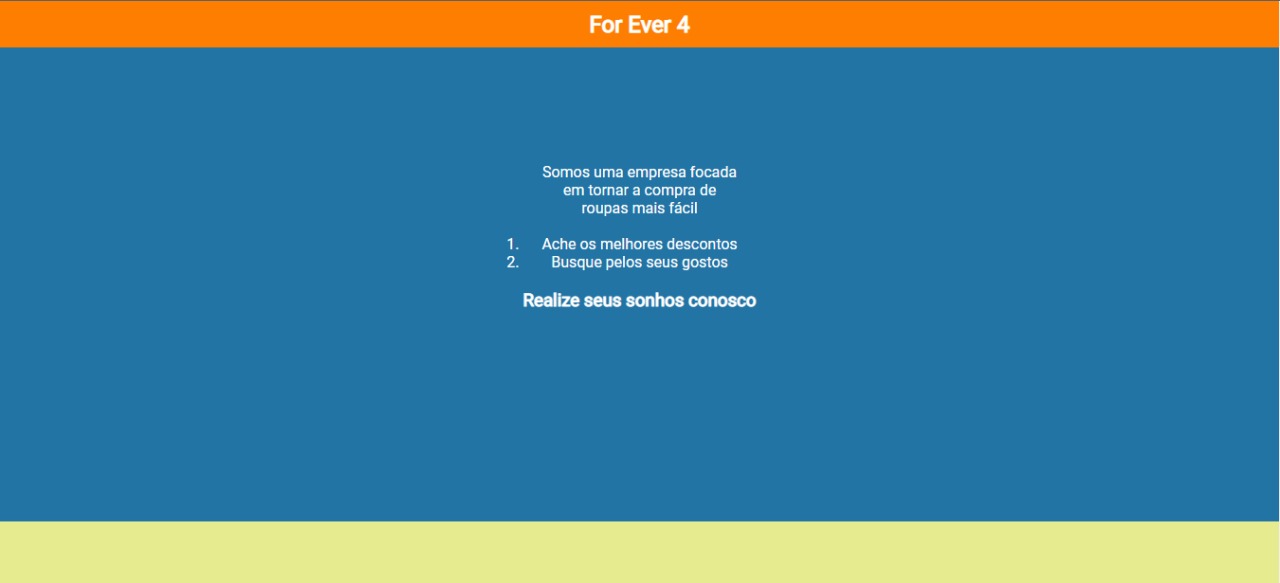 For Ever 4
Somos uma empresa focada
em tornar a compra de
roupas mais fácil
1. Ache os melhores descontos
2. Busque pelos seus gostos
Realize seus sonhos conosco